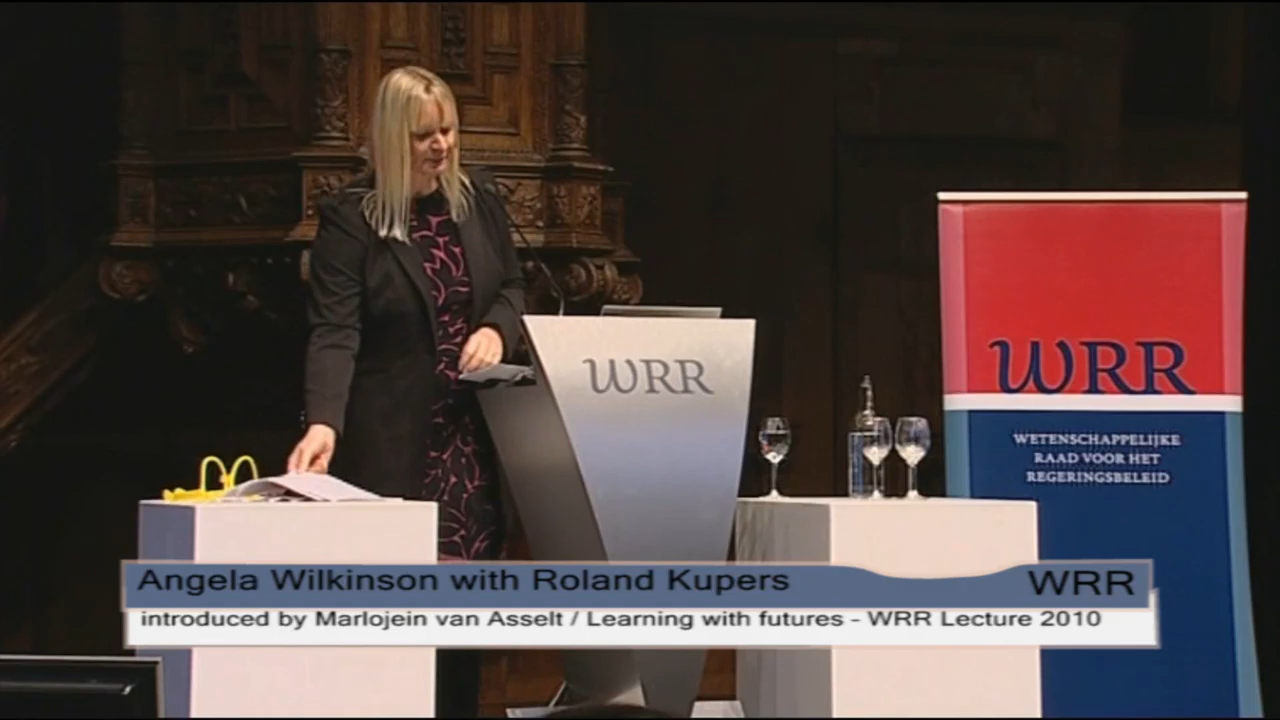 WRR
WRR
WETENSCHAPPELIJKE
RAAD VOOR HET
REGERINGSBELEID
Angela Wilkinson with Roland Kupers WRR
introduced by Marlojein van Asselt / Learning with futures - WRR Lecture 2010